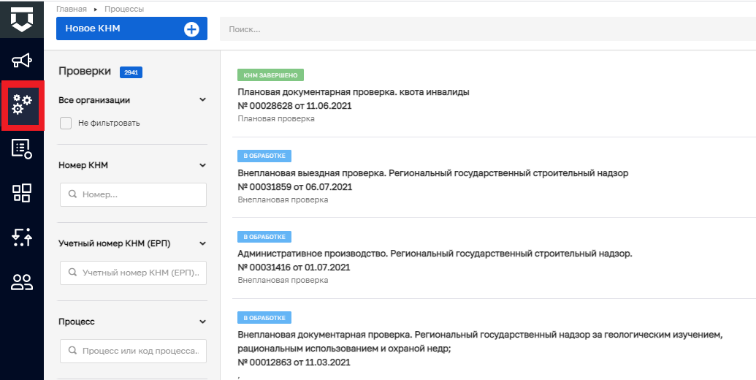 Главная ▸ Процессы
Новое КНМ
Поиск...
Проверки 2941
Все организации
Не фильтровать
Номер КНМ
Номер...
Учетный номер КНМ (ЕРП)
Учетный номер КНМ (ЕРП)..
Процесс
Процесс или код процесса.
КНМ ЗАВЕРШЕНО
Плановая документарная проверка. квота инвалиды
№ 00028628 от 11.06.2021
Плановая проверка
В ОБРАБОТКЕ
Внеплановая выездная проверка. Региональный государственный строительный надзор
№ 00031859 от 06.07.2021
Внеплановая проверка
В ОБРАБОТКЕ
Административное производство. Региональный государственный строительный надзор.
№ 00031416 от 01.07.2021
Внеплановая проверка
В ОБРАБОТКЕ
Внеплановая документарная проверка. Региональный государственный надзор за геологическим изучением,
рациональным использованием и охраной недр;
№ 00012863 от 11.03.2021